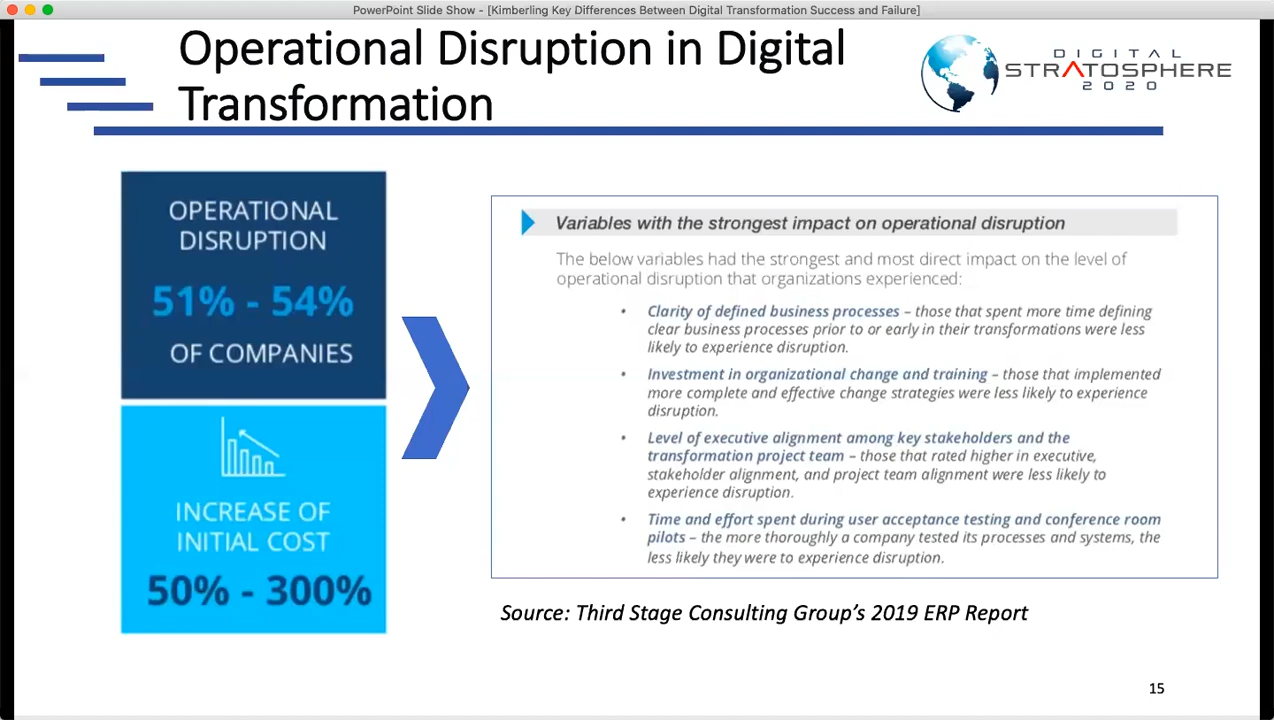 PowerPoint Slide Show - [Kimberling Key Differences Between Digital Transformation Success and Failure]
Operational Disruption in Digital
Transformation
DIGITAL
STRATOSPHERE
2020
OPERATIONAL
DISRUPTION
51% - 54%
OF COMPANIES
INCREASE OF
INITIAL COST
50% - 300%
Variables with the strongest impact on operational disruption
The below variables had the strongest and most direct impact on the level of
operational disruption that organizations experienced:
• Clarity of defined business processes – those that spent more time defining
clear business processes prior to or early in their transformations were less
likely to experience disruption.
• Investment in organizational change and training – those that implemented
more complete and effective change strategies were less likely to experience
disruption.
• Level of executive alignment among key stakeholders and the
transformation project team – those that rated higher in executive,
stakeholder alignment, and project team alignment were less likely to
experience disruption.
• Time and effort spent during user acceptance testing and conference room
pilots – the more thoroughly a company tested its processes and systems, the
less likely they were to experience disruption.
Source: Third Stage Consulting Group's 2019 ERP Report
15